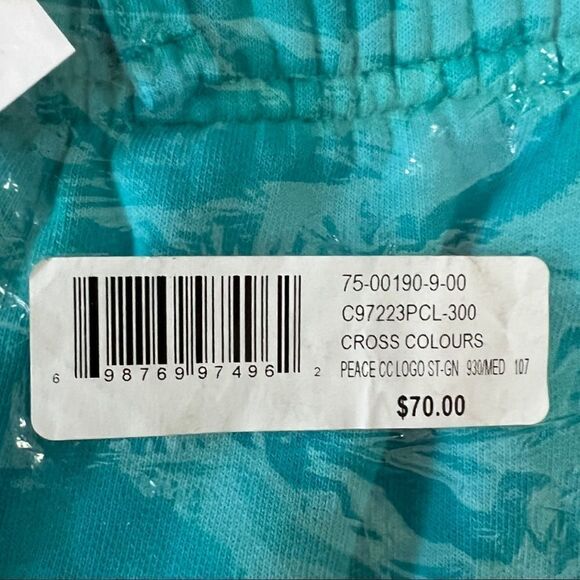 75-00190-9-00
C97223PCL-300
CROSS COLOURS
PEACE CC LOGO ST-GN 930/MED 107
$70.00
6 98769 97496 2